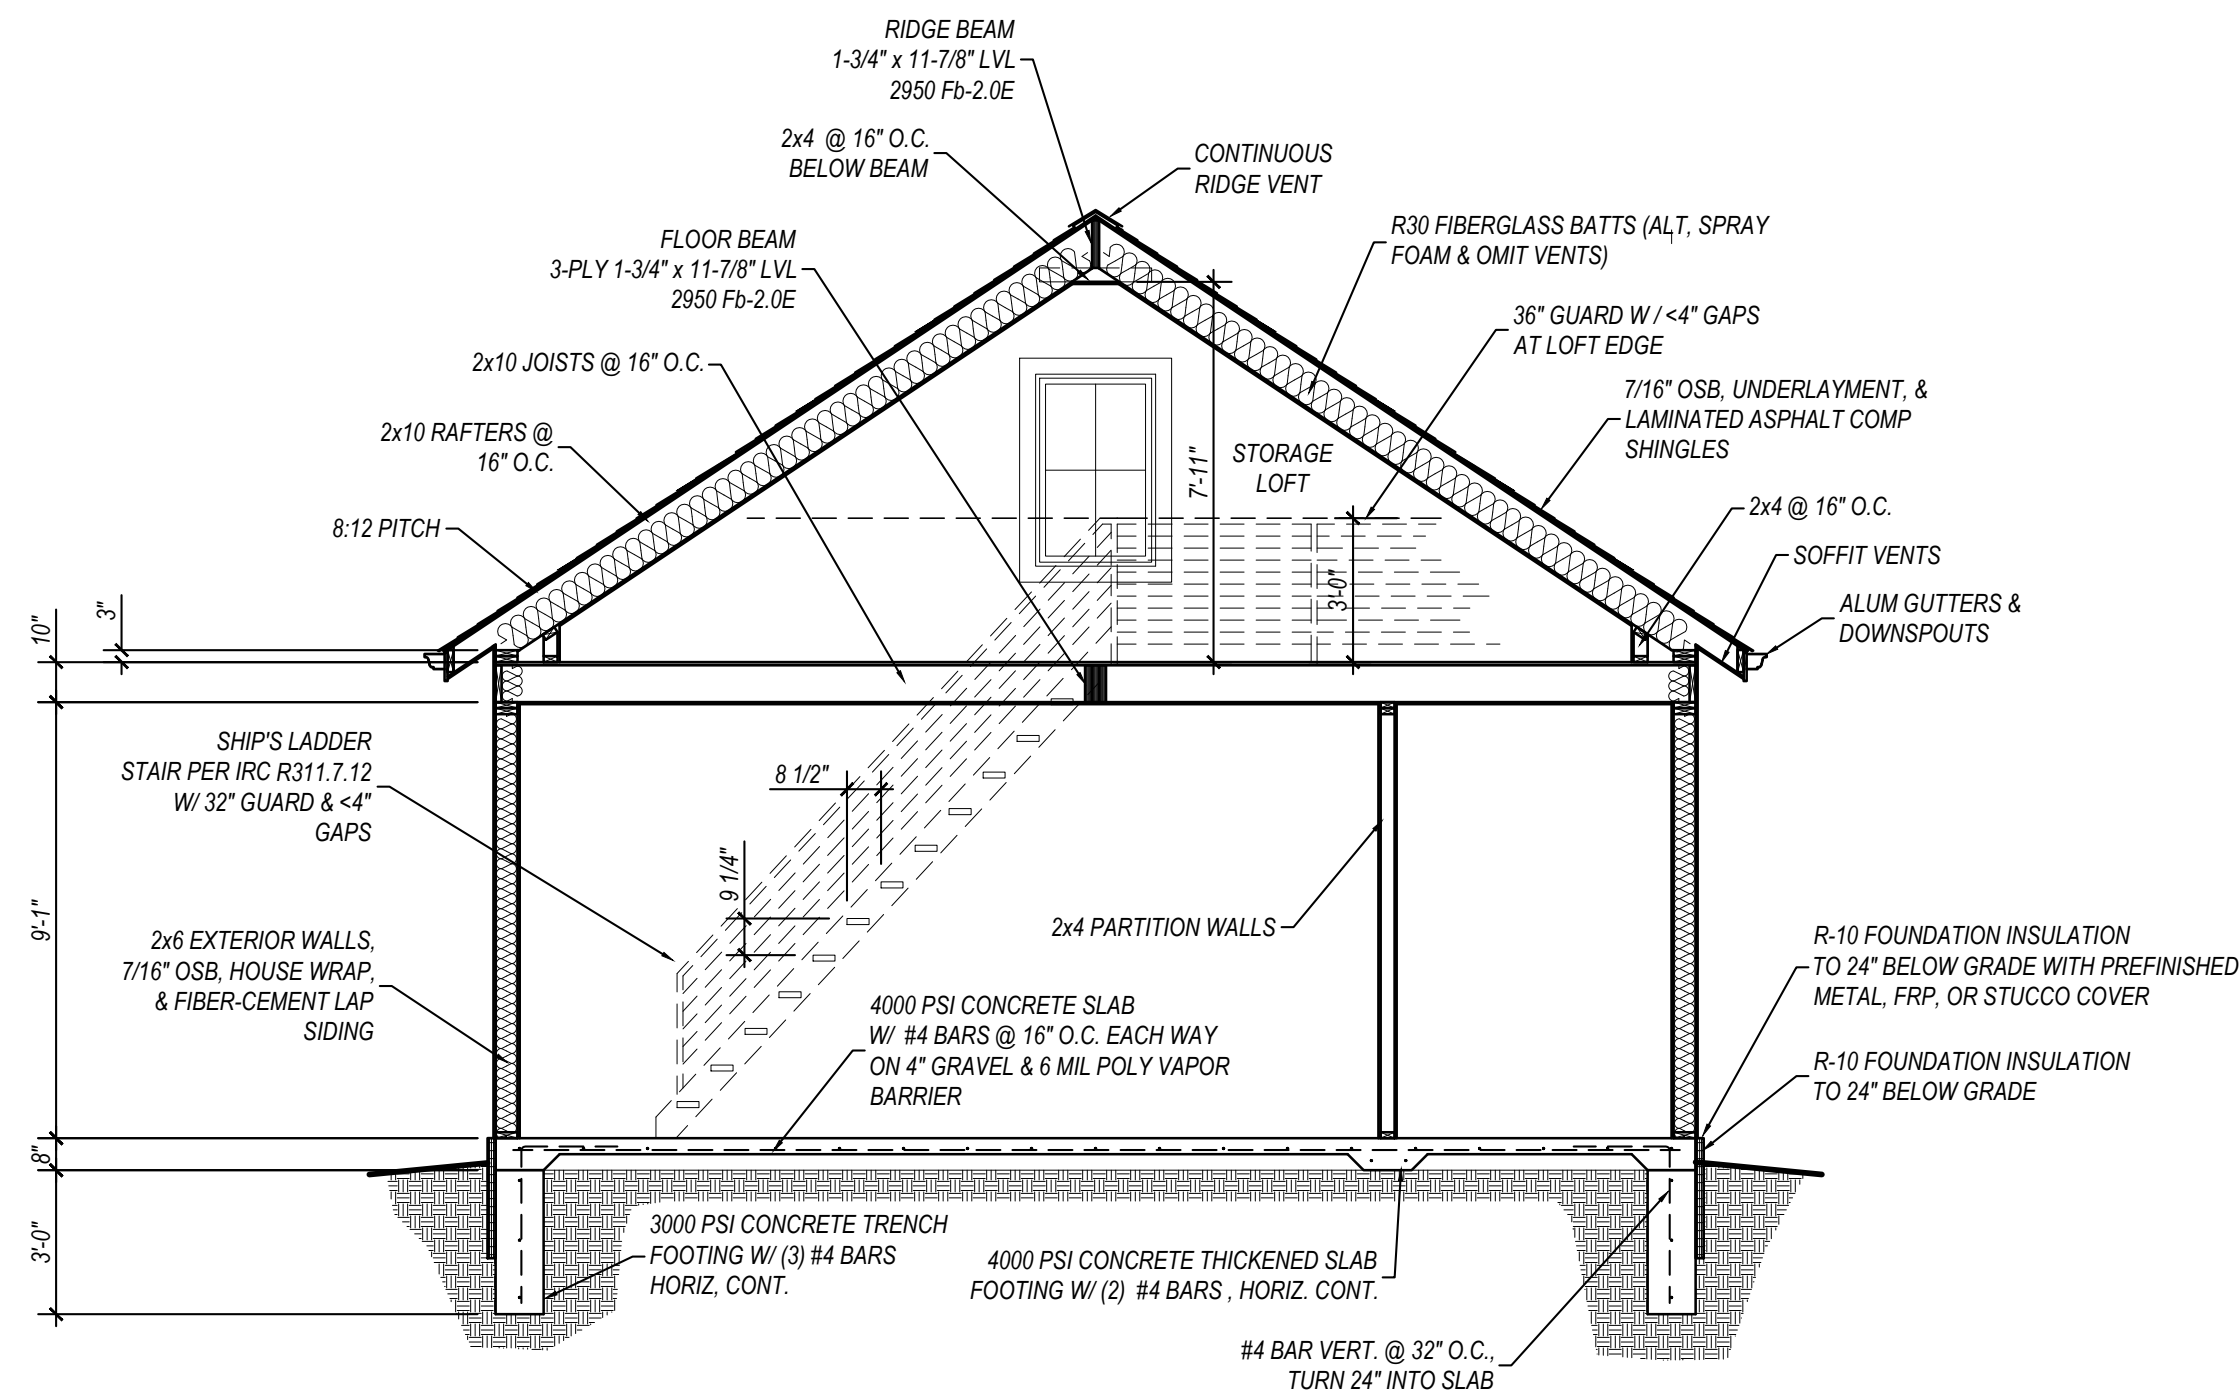 RIDGE BEAM
1-3/4" x 11-7/8" LVL
2950 Fb-2.0E
2x4 @ 16" O.C.
BELOW BEAM
CONTINUOUS
RIDGE VENT
FLOOR BEAM
3-PLY 1-3/4" x 11-7/8" LVL
2950 Fb-2.0E
R30 FIBERGLASS BATTS (ALT, SPRAY
FOAM & OMIT VENTS)
36" GUARD W / <4" GAPS
AT LOFT EDGE
2x10 JOISTS @ 16" O.C.
7/16" OSB, UNDERLAYMENT, &
LAMINATED ASPHALT COMP
SHINGLES
2x10 RAFTERS @
16" O.C.
7'-11"
STORAGE
LOFT
8:12 PITCH
2x4 @ 16" O.C.
SOFFIT VENTS
3'-0"
ALUM GUTTERS &
DOWNSPOUTS
3"
10"
SHIP'S LADDER
STAIR PER IRC R311.7.12
W/ 32" GUARD & <4"
GAPS
8 1/2"
9 1/4"
9'-1"
2x4 PARTITION WALLS
2x6 EXTERIOR WALLS,
7/16" OSB, HOUSE WRAP,
& FIBER-CEMENT LAP
SIDING
4000 PSI CONCRETE SLAB
W/ #4 BARS @ 16" O.C. EACH WAY
ON 4" GRAVEL & 6 MIL POLY VAPOR
BARRIER
R-10 FOUNDATION INSULATION
TO 24" BELOW GRADE WITH PREFINISHED
METAL, FRP, OR STUCCO COVER
R-10 FOUNDATION INSULATION
TO 24" BELOW GRADE
8"
3'-0"
3000 PSI CONCRETE TRENCH
FOOTING W/ (3) #4 BARS
HORIZ, CONT.
4000 PSI CONCRETE THICKENED SLAB
FOOTING W/ (2) #4 BARS , HORIZ. CONT.
#4 BAR VERT. @ 32" O.C.,
TURN 24" INTO SLAB